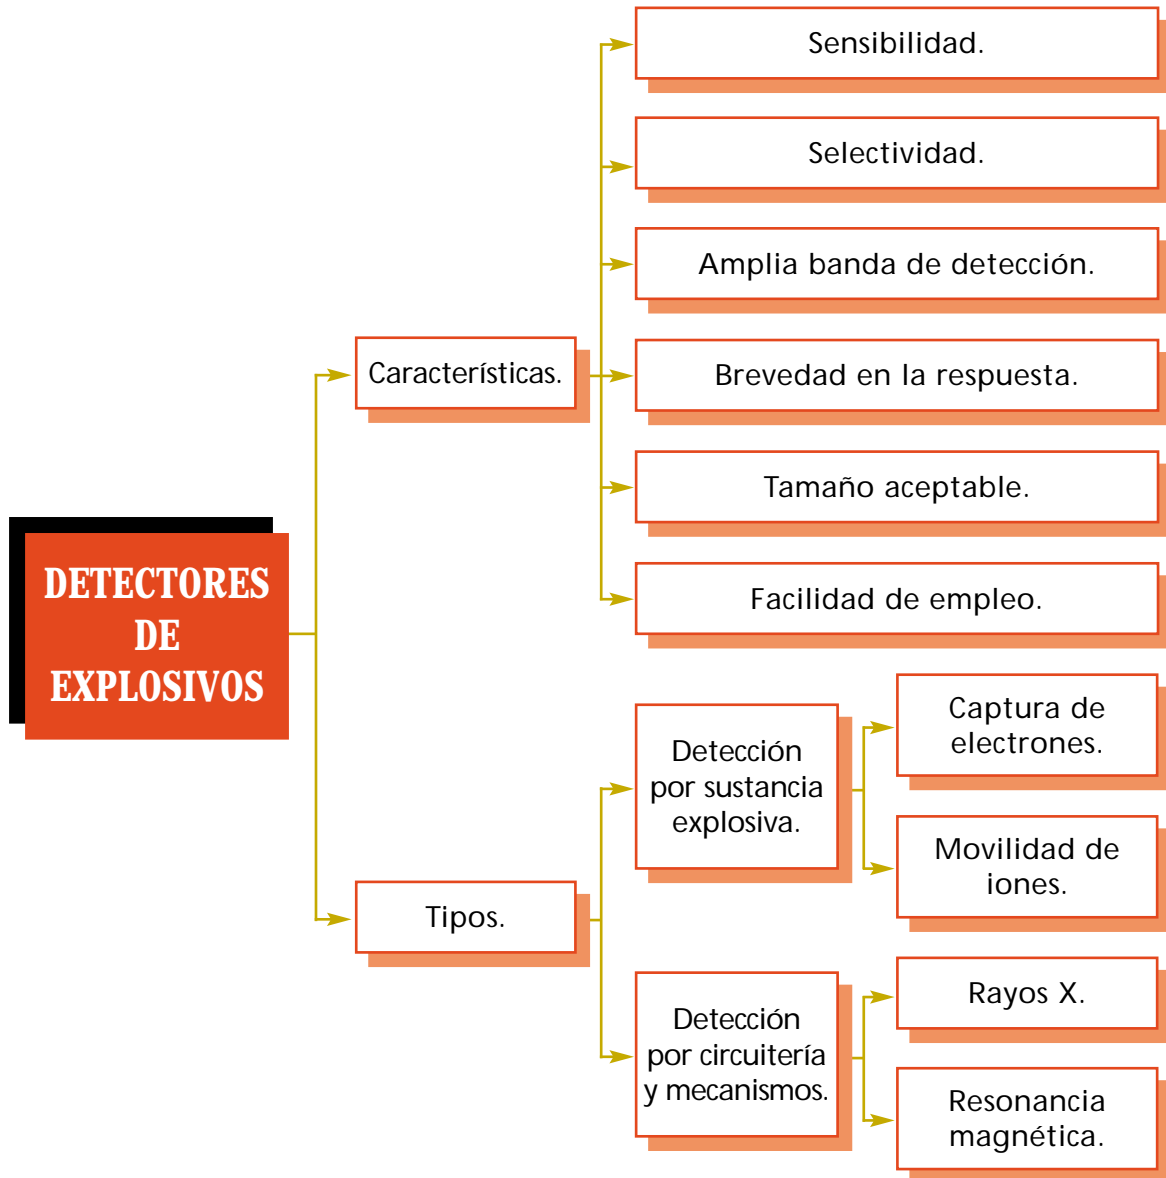 DETECTORES
DE
EXPLOSIVOS
Características.
Sensibilidad.
Selectividad.
Amplia banda de detección.
Brevedad en la respuesta.
Tamaño aceptable.
Facilidad de empleo.
Tipos.
Detección
por sustancia
explosiva.
Captura de
electrones.
Movilidad de
iones.
Detección
por circuitería
y mecanismos.
Rayos X.
Resonancia
magnética.